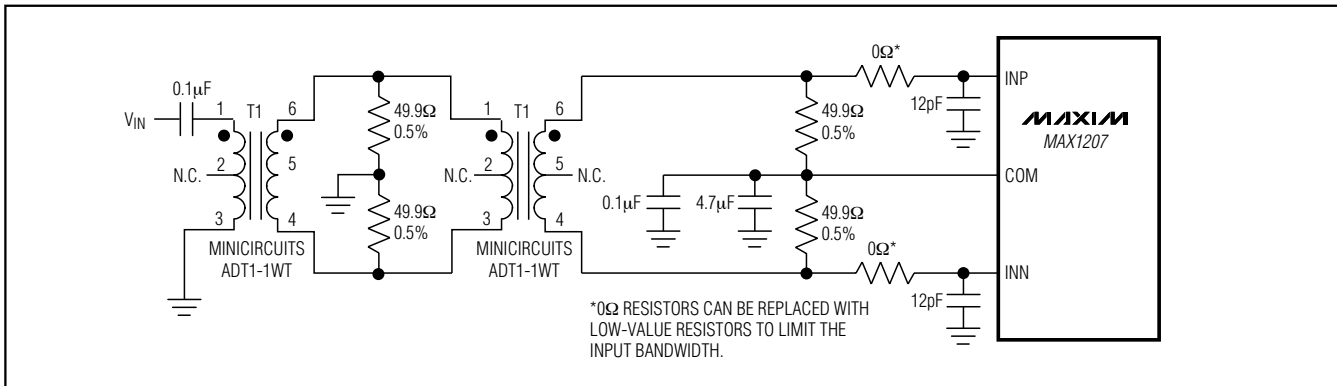 0Ω*
INP
0.1μF
1
T1
6
1
T1
6
12pF
VIN
49.9Ω
0.5%
49.9Ω
0.5%
MAXIM
MAX1207
2
5
2
5
N.C.
N.C.
N.C.
COM
0.1μF
4.7μF
3
4
49.9Ω
0.5%
3
4
49.9Ω
0.5%
MINICIRCUITS
ADT1-1WT
MINICIRCUITS
ADT1-1WT
0Ω*
INN
12pF
*0Ω RESISTORS CAN BE REPLACED WITH
LOW-VALUE RESISTORS TO LIMIT THE
INPUT BANDWIDTH.